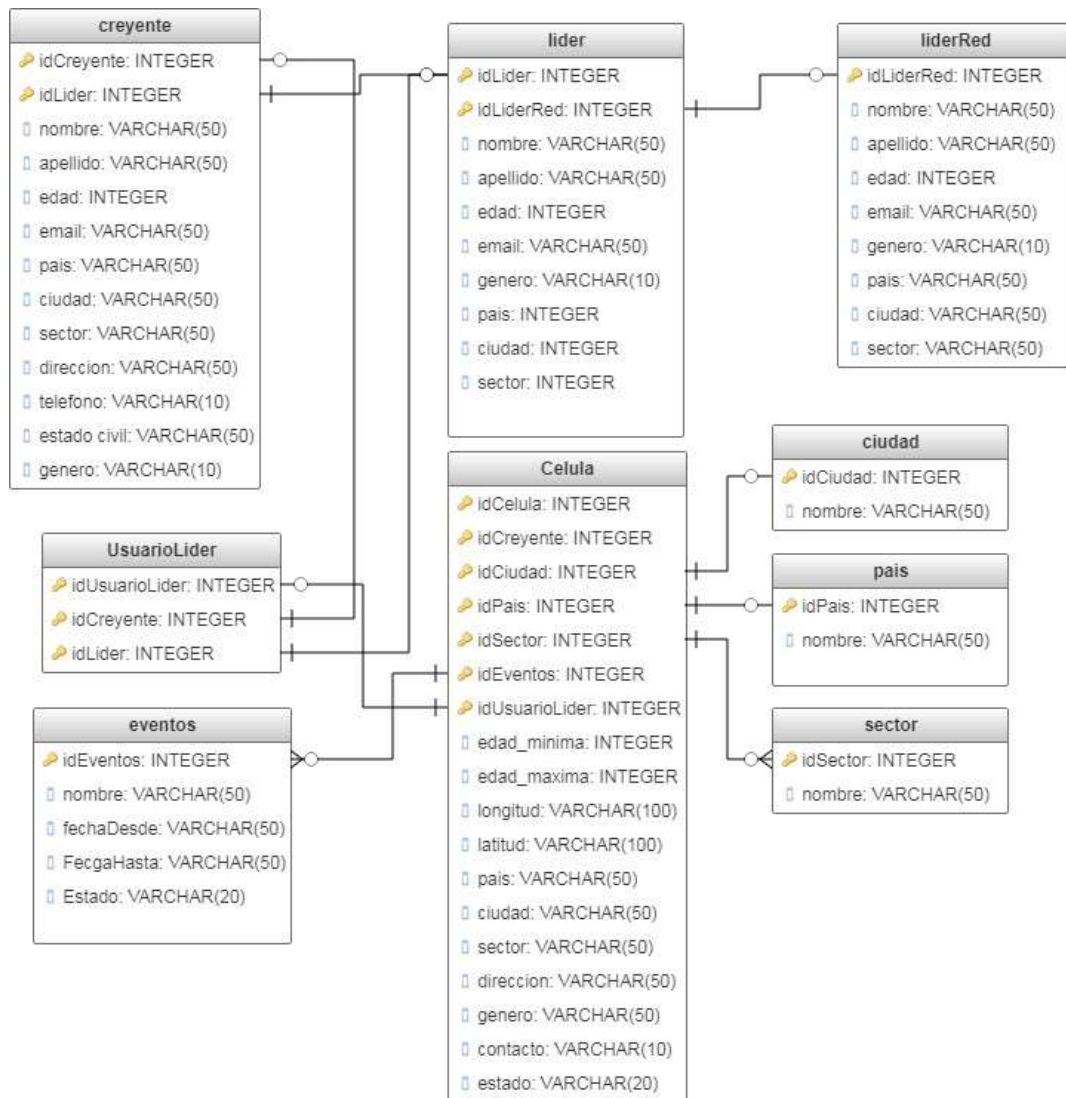 creyente
idCreyente: INTEGER
idLider: INTEGER
nombre: VARCHAR(50)
apellido: VARCHAR(50)
edad: INTEGER
email: VARCHAR(50)
pais: VARCHAR(50)
ciudad: VARCHAR(50)
sector: VARCHAR(50)
direccion: VARCHAR(50)
telefono: VARCHAR(10)
estado civil: VARCHAR(50)
genero: VARCHAR(10)
lider
idLider: INTEGER
idLiderRed: INTEGER
nombre: VARCHAR(50)
apellido: VARCHAR(50)
edad: INTEGER
email: VARCHAR(50)
genero: VARCHAR(10)
pais: INTEGER
ciudad: INTEGER
sector: INTEGER
liderRed
idLiderRed: INTEGER
nombre: VARCHAR(50)
apellido: VARCHAR(50)
edad: INTEGER
email: VARCHAR(50)
genero: VARCHAR(10)
pais: VARCHAR(50)
ciudad: VARCHAR(50)
sector: VARCHAR(50)
UsuarioLider
idUsuarioLider: INTEGER
idCreyente: INTEGER
idLider: INTEGER
eventos
idEventos: INTEGER
nombre: VARCHAR(50)
fechaDesde: VARCHAR(50)
FecgaHasta: VARCHAR(50)
Estado: VARCHAR(20)
Celula
idCelula: INTEGER
idCreyente: INTEGER
idCiudad: INTEGER
idPais: INTEGER
idSector: INTEGER
idEventos: INTEGER
idUsuarioLider: INTEGER
edad_minima: INTEGER
edad_maxima: INTEGER
longitud: VARCHAR(100)
latitud: VARCHAR(100)
pais: VARCHAR(50)
ciudad: VARCHAR(50)
sector: VARCHAR(50)
direccion: VARCHAR(50)
genero: VARCHAR(50)
contacto: VARCHAR(10)
estado: VARCHAR(20)
ciudad
idCiudad: INTEGER
nombre: VARCHAR(50)
pais
idPais: INTEGER
nombre: VARCHAR(50)
sector
idSector: INTEGER
nombre: VARCHAR(50)